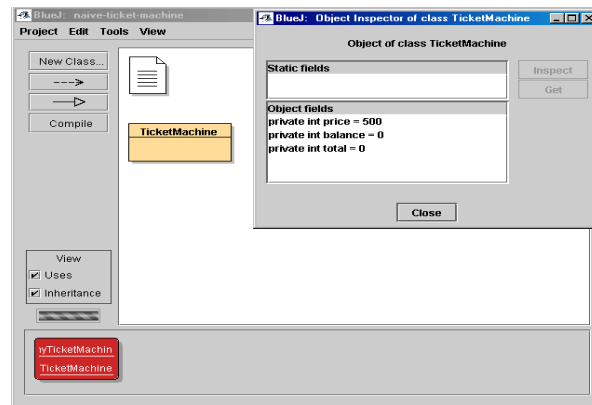 BlueJ: naive-ticket-machine
Project Edit Tools View
New Class...
Compile
TicketMachine
View
Uses
Inheritance
yTicketMachin
TicketMachine
BlueJ: Object Inspector of class TicketMachine
Object of class TicketMachine
Static fields
Inspect
Get
Object fields
private int price = 500
private int balance = 0
private int total = 0
Close